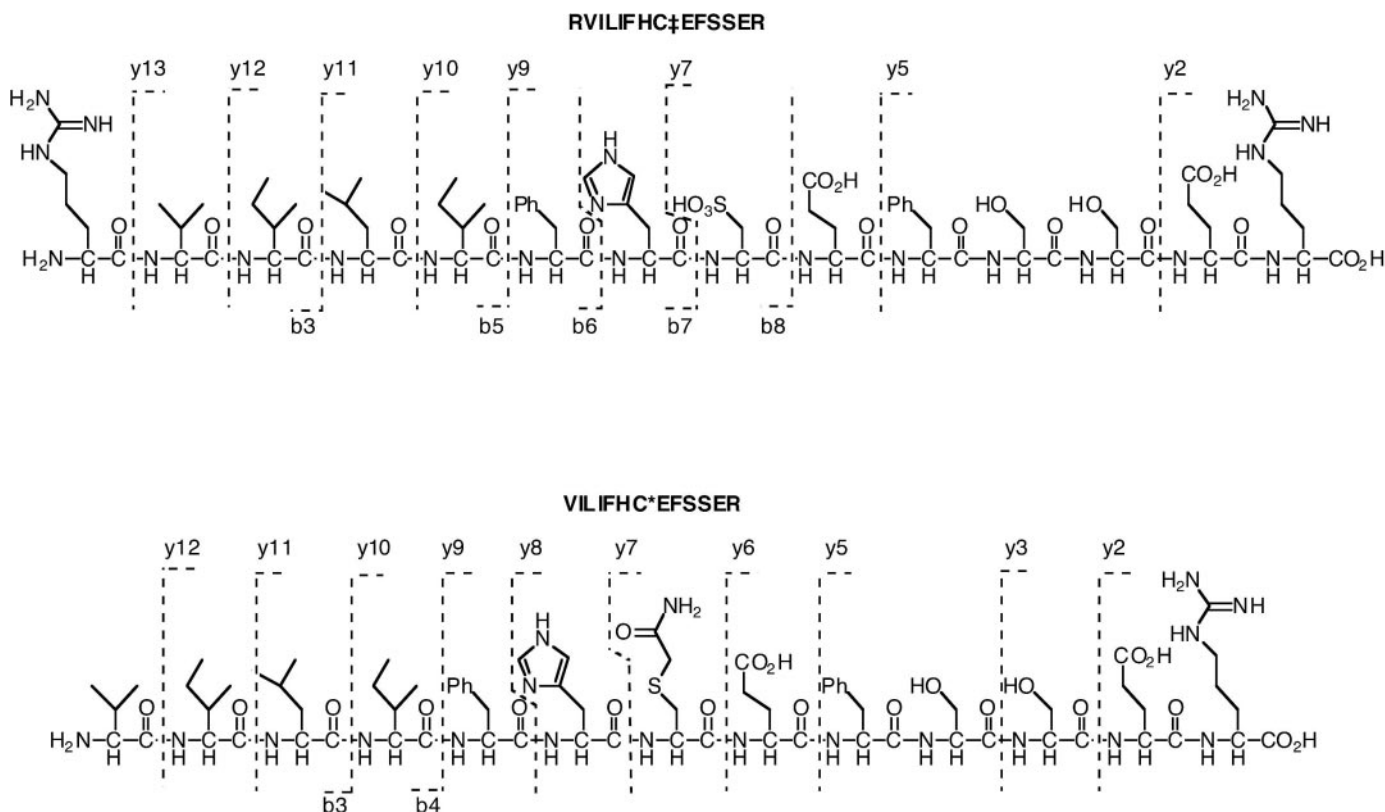 RVILIFHC‡EFSSER
y13 y12 y11 y10 y9 y7 y5 y2
H₂N H₂N
NH NH
HN HN
H
N
N
CO₂H
HO₃S
Ph
Ph
HO
HO
CO₂H
O O O O O O O O O O O O O
H₂N C C N C C N C C N C C N C C N C C N C C N C C N C C N C C N C C N C C N C C N C CO₂H
H H H H H H H H H H H H H H H H H H H H H H H H H H H
b3 b5 b6 b7 b8
VILIFHC*EFSSER
y12 y11 y10 y9 y8 y7 y6 y5 y3 y2
H
N
N
NH₂
O
S
CO₂H
Ph
Ph
HO
HO
CO₂H
H₂N
NH
HN
O O O O O O O O O O O O
H₂N C C N C C N C C N C C N C C N C C N C C N C C N C C N C C N C C N C C N C CO₂H
H H H H H H H H H H H H H H H H H H H H H H H H H
b3 b4